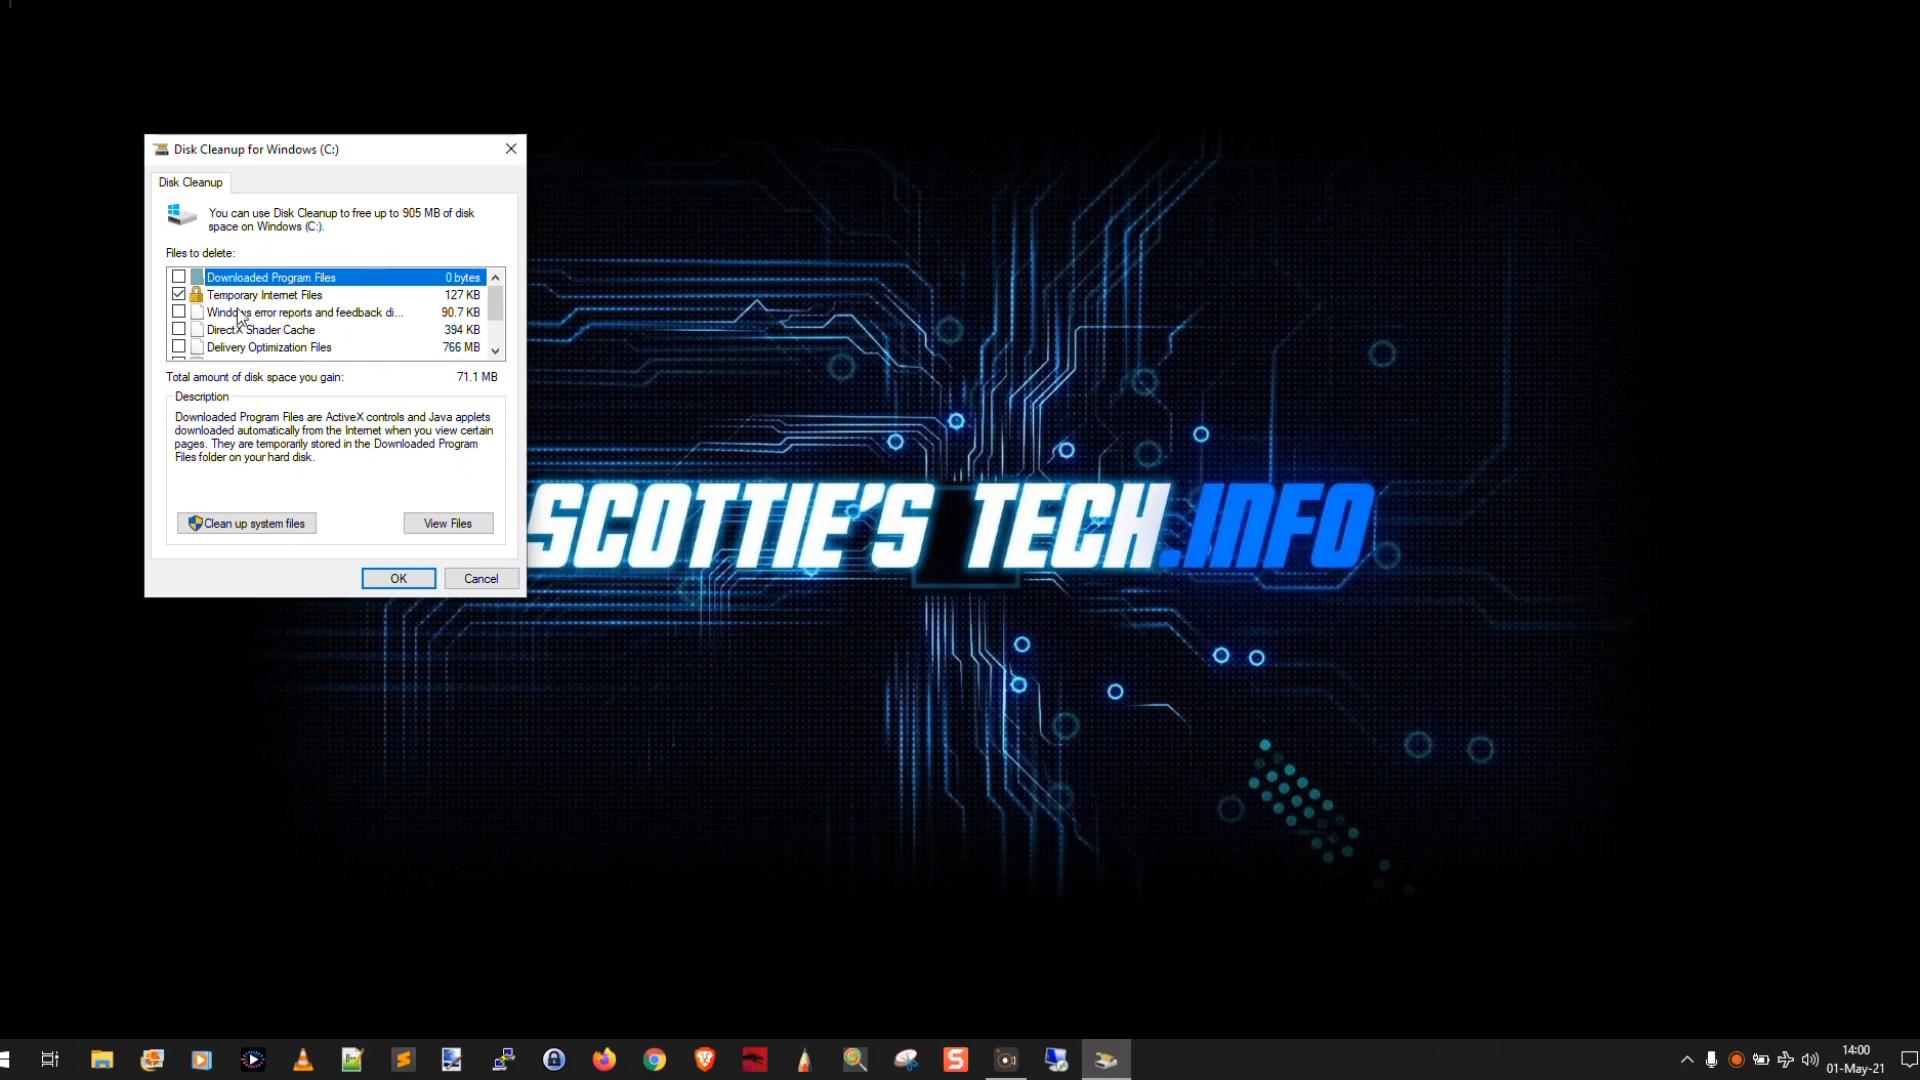 Disk Cleanup for Windows (C:)
Disk Cleanup
You can use Disk Cleanup to free up to 905 MB of disk
space on Windows (C:).
Files to delete:
Downloaded Program Files 0 bytes
Temporary Internet Files 127 KB
Windows error reports and feedback di... 90.7 KB
DirectX Shader Cache 394 KB
Delivery Optimization Files 766 MB
Total amount of disk space you gain: 71.1 MB
Description
Downloaded Program Files are ActiveX controls and Java applets
downloaded automatically from the Internet when you view certain
pages. They are temporarily stored in the Downloaded Program
Files folder on your hard disk.
Clean up system files View Files
OK Cancel
SCOTTIE'S TECH.INFO
14:00
01-May-21